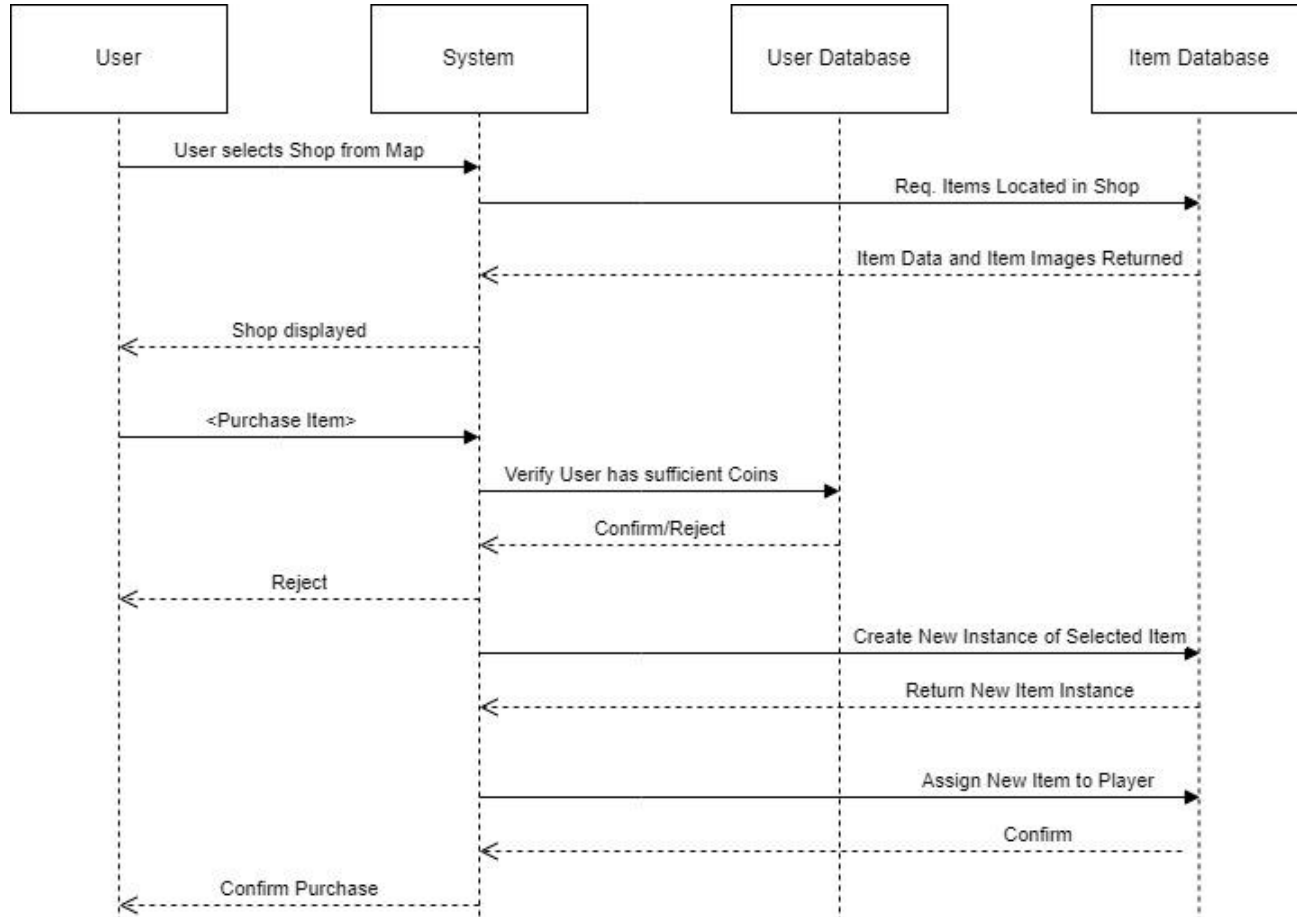 User
System
User Database
Item Database
User selects Shop from Map
Req. Items Located in Shop
Item Data and Item Images Returned
Shop displayed
<Purchase Item>
Verify User has sufficient Coins
Confirm/Reject
Reject
Create New Instance of Selected Item
Return New Item Instance
Assign New Item to Player
Confirm
Confirm Purchase